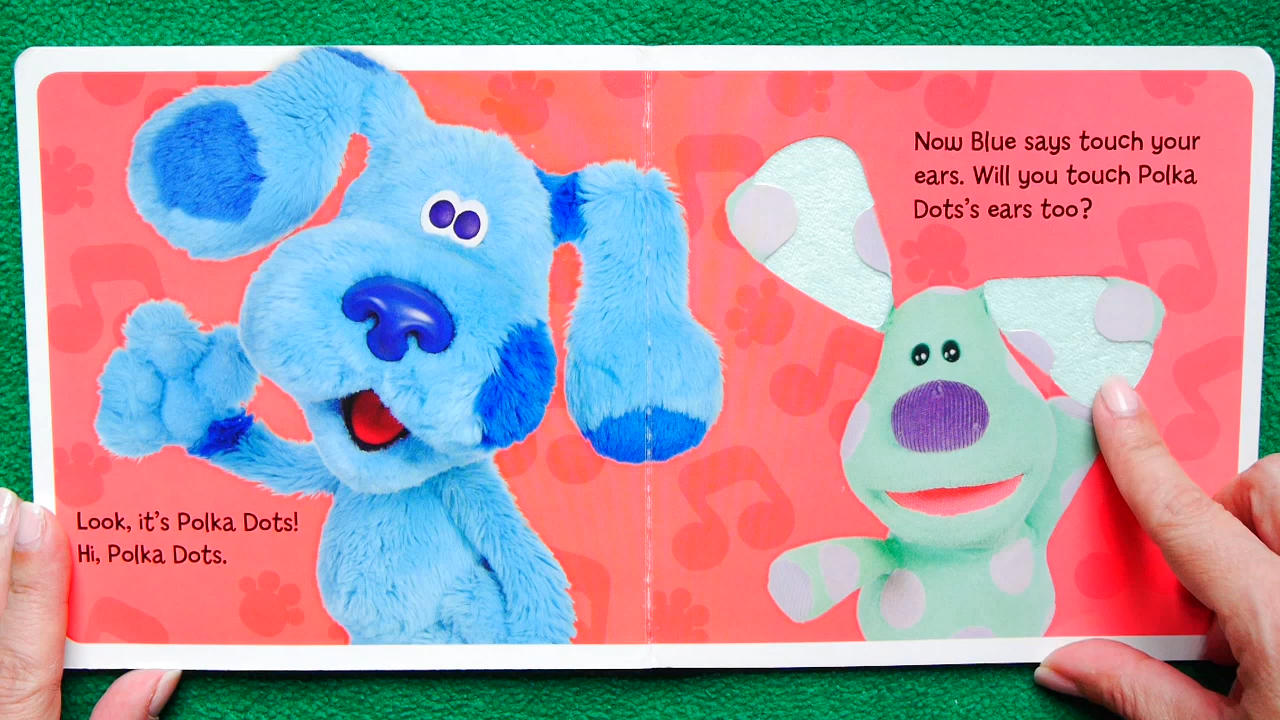 Look, it's Polka Dots!
Hi, Polka Dots.
Now Blue says touch your
ears. Will you touch Polka
Dots's ears too?